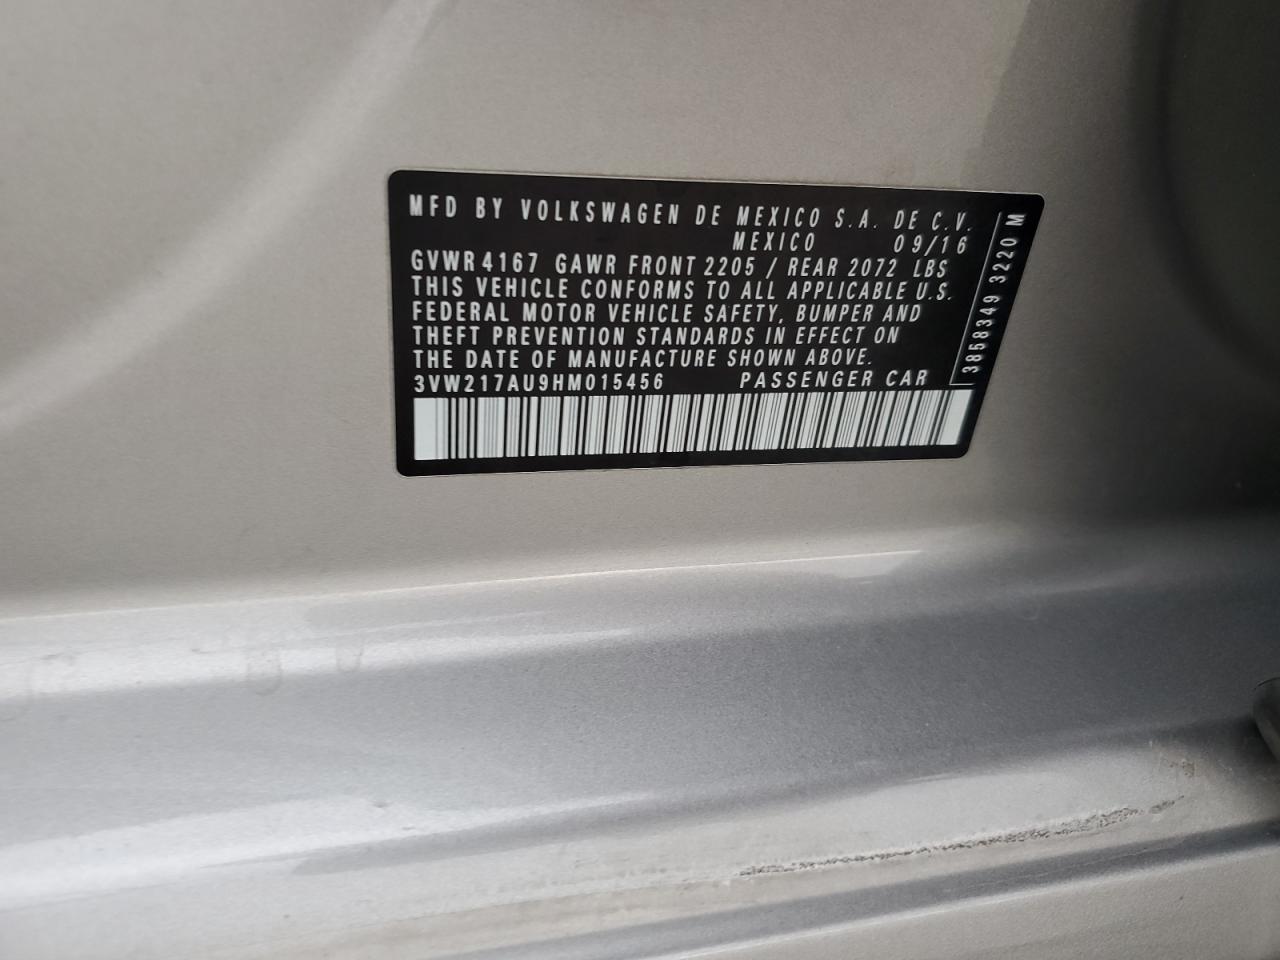 MFD BY VOLKSWAGEN DE MEXICO S.A. DE C.V.
MEXICO 09/16
GVWR 4167 GAWR FRONT 2205 / REAR 2072 LBS
THIS VEHICLE CONFORMS TO ALL APPLICABLE U.S.
FEDERAL MOTOR VEHICLE SAFETY, BUMPER AND
THEFT PREVENTION STANDARDS IN EFFECT ON
THE DATE OF MANUFACTURE SHOWN ABOVE.
3VW217AU9HM015456 PASSENGER CAR
3858349 3220 M